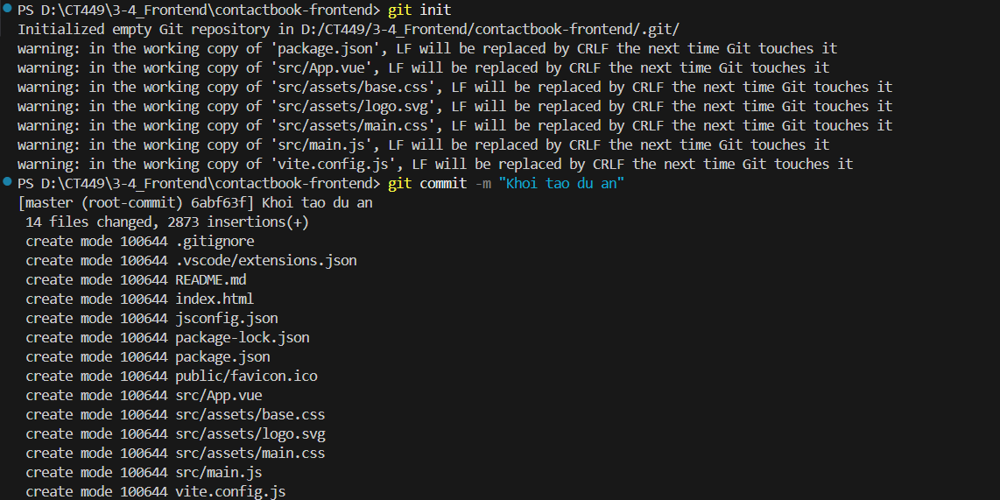 PS D:\CT449\3-4_Frontend\contactbook-frontend> git init
Initialized empty Git repository in D:/CT449/3-4_Frontend/contactbook-frontend/.git/
warning: in the working copy of 'package.json', LF will be replaced by CRLF the next time Git touches it
warning: in the working copy of 'src/App.vue', LF will be replaced by CRLF the next time Git touches it
warning: in the working copy of 'src/assets/base.css', LF will be replaced by CRLF the next time Git touches it
warning: in the working copy of 'src/assets/logo.svg', LF will be replaced by CRLF the next time Git touches it
warning: in the working copy of 'src/assets/main.css', LF will be replaced by CRLF the next time Git touches it
warning: in the working copy of 'src/main.js', LF will be replaced by CRLF the next time Git touches it
warning: in the working copy of 'vite.config.js', LF will be replaced by CRLF the next time Git touches it
PS D:\CT449\3-4_Frontend\contactbook-frontend> git commit -m "Khoi tao du an"
[master (root-commit) 6abf63f] Khoi tao du an
 14 files changed, 2873 insertions(+)
 create mode 100644 .gitignore
 create mode 100644 .vscode/extensions.json
 create mode 100644 README.md
 create mode 100644 index.html
 create mode 100644 jsconfig.json
 create mode 100644 package-lock.json
 create mode 100644 package.json
 create mode 100644 public/favicon.ico
 create mode 100644 src/App.vue
 create mode 100644 src/assets/base.css
 create mode 100644 src/assets/logo.svg
 create mode 100644 src/assets/main.css
 create mode 100644 src/main.js
 create mode 100644 vite.config.js